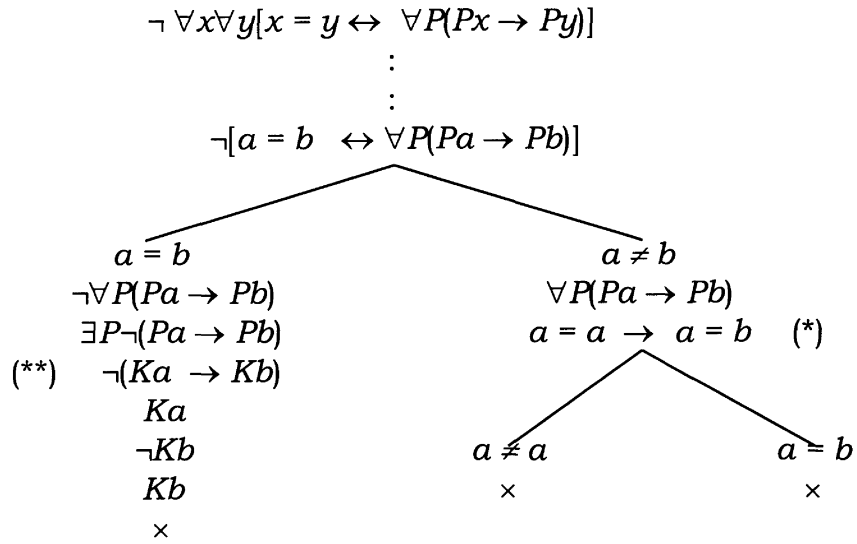 ¬ ∀x∀y[x = y ↔ ∀P(Px → Py)]
:
:
¬[a = b ↔ ∀P(Pa → Pb)]
a = b
¬∀P(Pa → Pb)
∃P¬(Pa → Pb)
(**) ¬(Ka → Kb)
Ka
¬Kb
Kb
×
a ≠ b
∀P(Pa → Pb)
a = a → a = b (*)
a ≠ a a = b
× ×